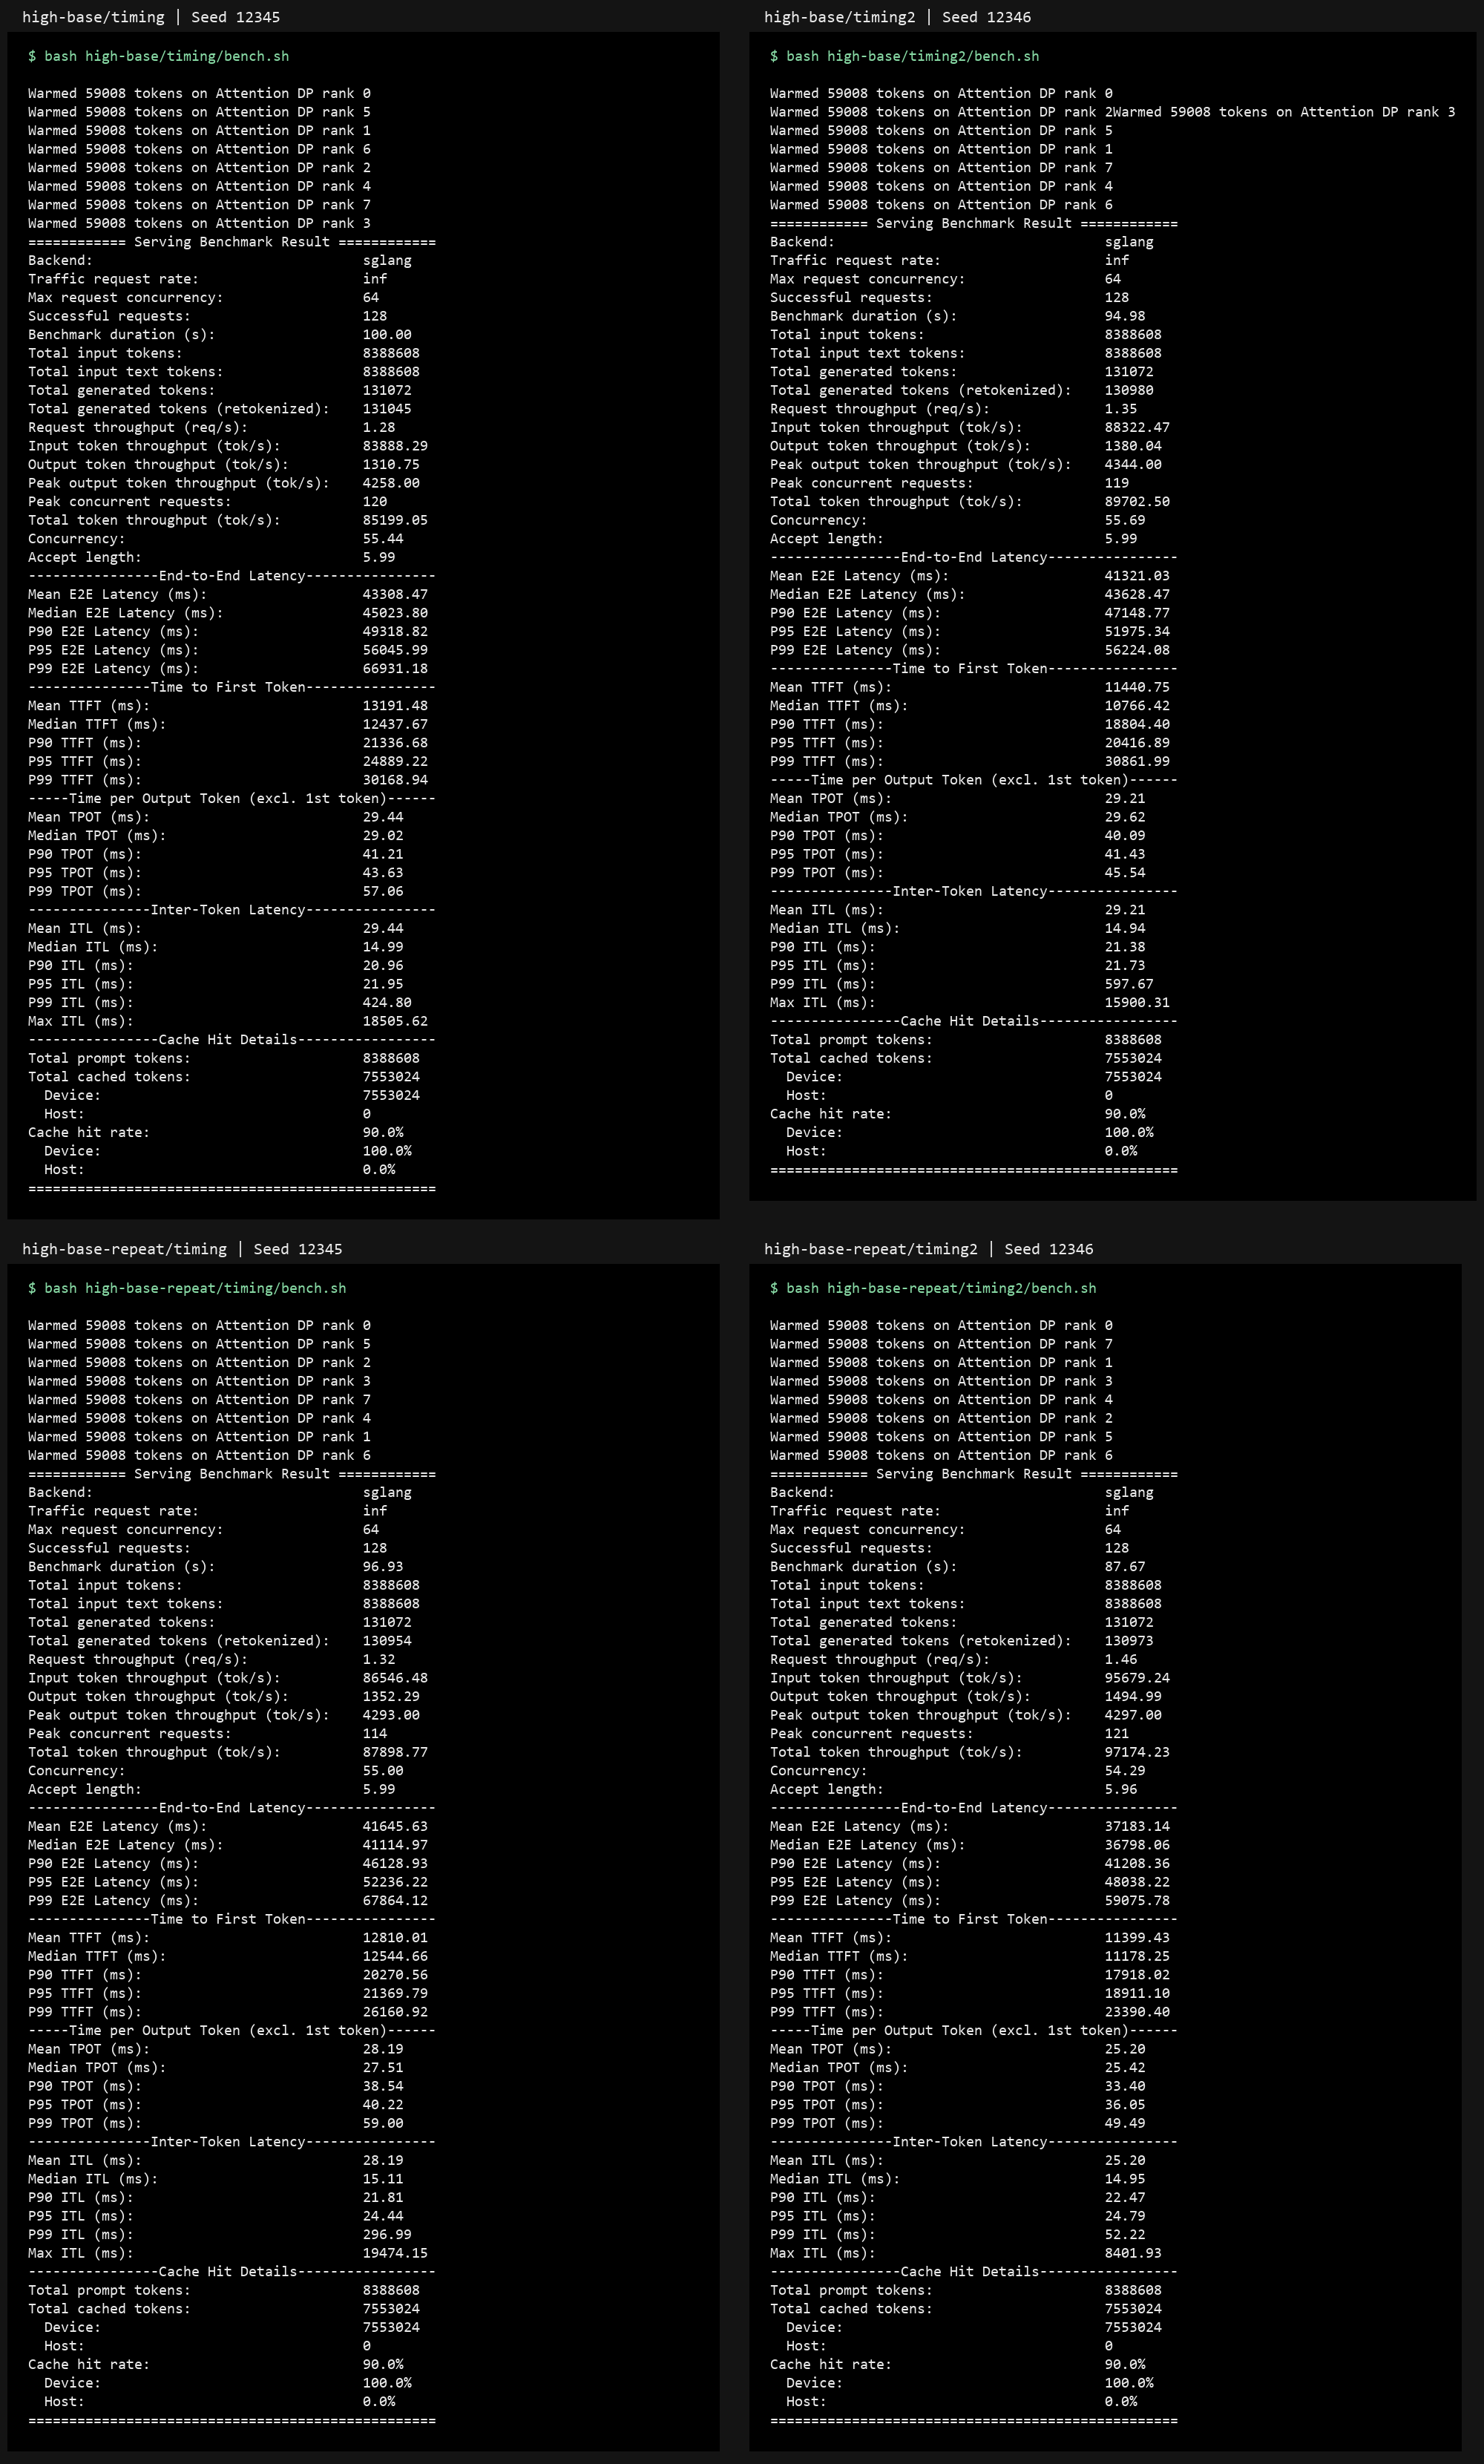 high-base/timing | Seed 12345
$ bash high-base/timing/bench.sh
Warmed 59008 tokens on Attention DP rank 0
Warmed 59008 tokens on Attention DP rank 5
Warmed 59008 tokens on Attention DP rank 1
Warmed 59008 tokens on Attention DP rank 6
Warmed 59008 tokens on Attention DP rank 2
Warmed 59008 tokens on Attention DP rank 4
Warmed 59008 tokens on Attention DP rank 7
Warmed 59008 tokens on Attention DP rank 3
============ Serving Benchmark Result ============
Backend: sglang
Traffic request rate: inf
Max request concurrency: 64
Successful requests: 128
Benchmark duration (s): 100.00
Total input tokens: 8388608
Total input text tokens: 8388608
Total generated tokens: 131072
Total generated tokens (retokenized): 131045
Request throughput (req/s): 1.28
Input token throughput (tok/s): 83888.29
Output token throughput (tok/s): 1310.75
Peak output token throughput (tok/s): 4258.00
Peak concurrent requests: 120
Total token throughput (tok/s): 85199.05
Concurrency: 55.44
Accept length: 5.99
----------------End-to-End Latency----------------
Mean E2E Latency (ms): 43308.47
Median E2E Latency (ms): 45023.80
P90 E2E Latency (ms): 49318.82
P95 E2E Latency (ms): 56045.99
P99 E2E Latency (ms): 66931.18
---------------Time to First Token----------------
Mean TTFT (ms): 13191.48
Median TTFT (ms): 12437.67
P90 TTFT (ms): 21336.68
P95 TTFT (ms): 24889.22
P99 TTFT (ms): 30168.94
-----Time per Output Token (excl. 1st token)------
Mean TPOT (ms): 29.44
Median TPOT (ms): 29.02
P90 TPOT (ms): 41.21
P95 TPOT (ms): 43.63
P99 TPOT (ms): 57.06
---------------Inter-Token Latency----------------
Mean ITL (ms): 29.44
Median ITL (ms): 14.99
P90 ITL (ms): 20.96
P95 ITL (ms): 21.95
P99 ITL (ms): 424.80
Max ITL (ms): 18505.62
----------------Cache Hit Details-----------------
Total prompt tokens: 8388608
Total cached tokens: 7553024
Device: 7553024
Host: 0
Cache hit rate: 90.0%
Device: 100.0%
Host: 0.0%
==================================================
high-base/timing2 | Seed 12346
$ bash high-base/timing2/bench.sh
Warmed 59008 tokens on Attention DP rank 0
Warmed 59008 tokens on Attention DP rank 2Warmed 59008 tokens on Attention DP rank 3
Warmed 59008 tokens on Attention DP rank 5
Warmed 59008 tokens on Attention DP rank 1
Warmed 59008 tokens on Attention DP rank 7
Warmed 59008 tokens on Attention DP rank 4
Warmed 59008 tokens on Attention DP rank 6
============ Serving Benchmark Result ============
Backend: sglang
Traffic request rate: inf
Max request concurrency: 64
Successful requests: 128
Benchmark duration (s): 94.98
Total input tokens: 8388608
Total input text tokens: 8388608
Total generated tokens: 131072
Total generated tokens (retokenized): 130980
Request throughput (req/s): 1.35
Input token throughput (tok/s): 88322.47
Output token throughput (tok/s): 1380.04
Peak output token throughput (tok/s): 4344.00
Peak concurrent requests: 119
Total token throughput (tok/s): 89702.50
Concurrency: 55.69
Accept length: 5.99
----------------End-to-End Latency----------------
Mean E2E Latency (ms): 41321.03
Median E2E Latency (ms): 43628.47
P90 E2E Latency (ms): 47148.77
P95 E2E Latency (ms): 51975.34
P99 E2E Latency (ms): 56224.08
---------------Time to First Token----------------
Mean TTFT (ms): 11440.75
Median TTFT (ms): 10766.42
P90 TTFT (ms): 18804.40
P95 TTFT (ms): 20416.89
P99 TTFT (ms): 30861.99
-----Time per Output Token (excl. 1st token)------
Mean TPOT (ms): 29.21
Median TPOT (ms): 29.62
P90 TPOT (ms): 40.09
P95 TPOT (ms): 41.43
P99 TPOT (ms): 45.54
---------------Inter-Token Latency----------------
Mean ITL (ms): 29.21
Median ITL (ms): 14.94
P90 ITL (ms): 21.38
P95 ITL (ms): 21.73
P99 ITL (ms): 597.67
Max ITL (ms): 15900.31
----------------Cache Hit Details-----------------
Total prompt tokens: 8388608
Total cached tokens: 7553024
Device: 7553024
Host: 0
Cache hit rate: 90.0%
Device: 100.0%
Host: 0.0%
==================================================
high-base-repeat/timing | Seed 12345
$ bash high-base-repeat/timing/bench.sh
Warmed 59008 tokens on Attention DP rank 0
Warmed 59008 tokens on Attention DP rank 5
Warmed 59008 tokens on Attention DP rank 2
Warmed 59008 tokens on Attention DP rank 3
Warmed 59008 tokens on Attention DP rank 7
Warmed 59008 tokens on Attention DP rank 4
Warmed 59008 tokens on Attention DP rank 1
Warmed 59008 tokens on Attention DP rank 6
============ Serving Benchmark Result ============
Backend: sglang
Traffic request rate: inf
Max request concurrency: 64
Successful requests: 128
Benchmark duration (s): 96.93
Total input tokens: 8388608
Total input text tokens: 8388608
Total generated tokens: 131072
Total generated tokens (retokenized): 130954
Request throughput (req/s): 1.32
Input token throughput (tok/s): 86546.48
Output token throughput (tok/s): 1352.29
Peak output token throughput (tok/s): 4293.00
Peak concurrent requests: 114
Total token throughput (tok/s): 87898.77
Concurrency: 55.00
Accept length: 5.99
----------------End-to-End Latency----------------
Mean E2E Latency (ms): 41645.63
Median E2E Latency (ms): 41114.97
P90 E2E Latency (ms): 46128.93
P95 E2E Latency (ms): 52236.22
P99 E2E Latency (ms): 67864.12
---------------Time to First Token----------------
Mean TTFT (ms): 12810.01
Median TTFT (ms): 12544.66
P90 TTFT (ms): 20270.56
P95 TTFT (ms): 21369.79
P99 TTFT (ms): 26160.92
-----Time per Output Token (excl. 1st token)------
Mean TPOT (ms): 28.19
Median TPOT (ms): 27.51
P90 TPOT (ms): 38.54
P95 TPOT (ms): 40.22
P99 TPOT (ms): 59.00
---------------Inter-Token Latency----------------
Mean ITL (ms): 28.19
Median ITL (ms): 15.11
P90 ITL (ms): 21.81
P95 ITL (ms): 24.44
P99 ITL (ms): 296.99
Max ITL (ms): 19474.15
----------------Cache Hit Details-----------------
Total prompt tokens: 8388608
Total cached tokens: 7553024
Device: 7553024
Host: 0
Cache hit rate: 90.0%
Device: 100.0%
Host: 0.0%
==================================================
high-base-repeat/timing2 | Seed 12346
$ bash high-base-repeat/timing2/bench.sh
Warmed 59008 tokens on Attention DP rank 0
Warmed 59008 tokens on Attention DP rank 7
Warmed 59008 tokens on Attention DP rank 1
Warmed 59008 tokens on Attention DP rank 3
Warmed 59008 tokens on Attention DP rank 4
Warmed 59008 tokens on Attention DP rank 2
Warmed 59008 tokens on Attention DP rank 5
Warmed 59008 tokens on Attention DP rank 6
============ Serving Benchmark Result ============
Backend: sglang
Traffic request rate: inf
Max request concurrency: 64
Successful requests: 128
Benchmark duration (s): 87.67
Total input tokens: 8388608
Total input text tokens: 8388608
Total generated tokens: 131072
Total generated tokens (retokenized): 130973
Request throughput (req/s): 1.46
Input token throughput (tok/s): 95679.24
Output token throughput (tok/s): 1494.99
Peak output token throughput (tok/s): 4297.00
Peak concurrent requests: 121
Total token throughput (tok/s): 97174.23
Concurrency: 54.29
Accept length: 5.96
----------------End-to-End Latency----------------
Mean E2E Latency (ms): 37183.14
Median E2E Latency (ms): 36798.06
P90 E2E Latency (ms): 41208.36
P95 E2E Latency (ms): 48038.22
P99 E2E Latency (ms): 59075.78
---------------Time to First Token----------------
Mean TTFT (ms): 11399.43
Median TTFT (ms): 11178.25
P90 TTFT (ms): 17918.02
P95 TTFT (ms): 18911.10
P99 TTFT (ms): 23390.40
-----Time per Output Token (excl. 1st token)------
Mean TPOT (ms): 25.20
Median TPOT (ms): 25.42
P90 TPOT (ms): 33.40
P95 TPOT (ms): 36.05
P99 TPOT (ms): 49.49
---------------Inter-Token Latency----------------
Mean ITL (ms): 25.20
Median ITL (ms): 14.95
P90 ITL (ms): 22.47
P95 ITL (ms): 24.79
P99 ITL (ms): 52.22
Max ITL (ms): 8401.93
----------------Cache Hit Details-----------------
Total prompt tokens: 8388608
Total cached tokens: 7553024
Device: 7553024
Host: 0
Cache hit rate: 90.0%
Device: 100.0%
Host: 0.0%
==================================================